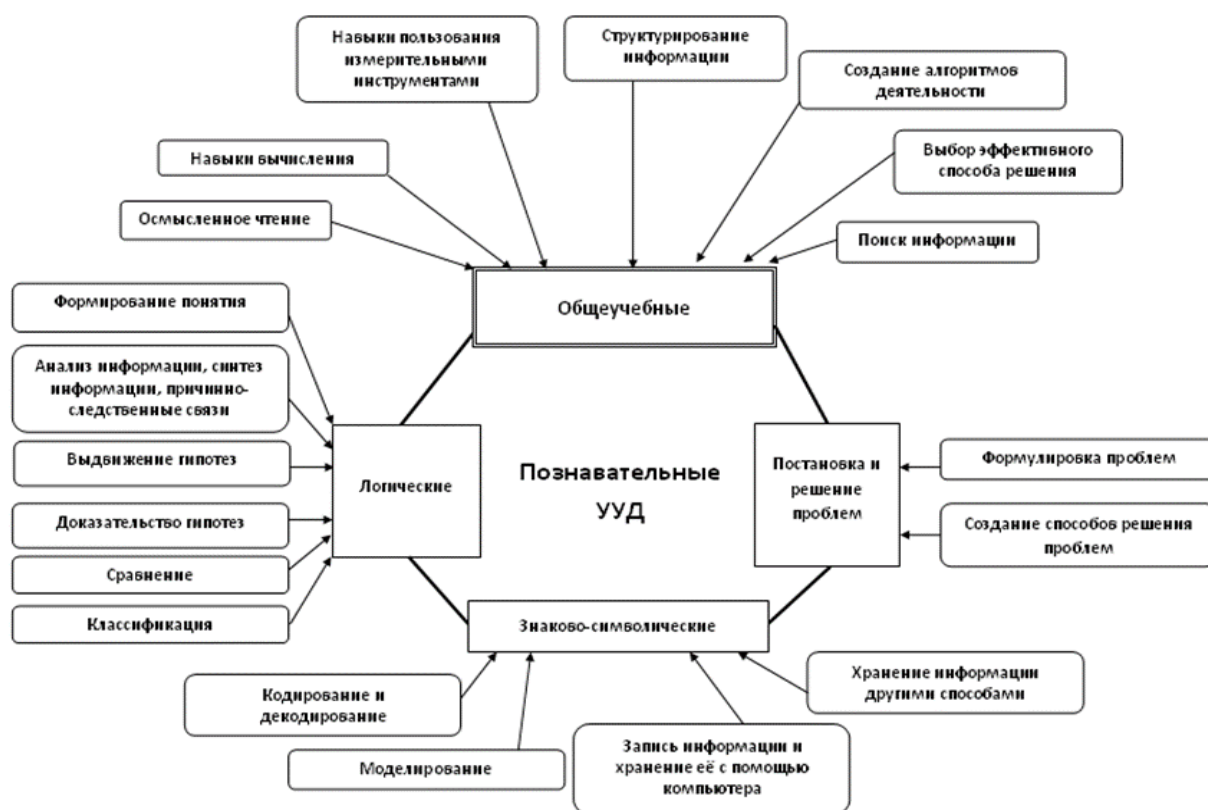 Навыки пользования
измерительными
инструментами
Структурирование
информации
Создание алгоритмов
деятельности
Навыки вычисления
Выбор эффективного
способа решения
Осмысленное чтение
Поиск информации
Общеучебные
Формирование понятия
Анализ информации, синтез
информации, причинно-
следственные связи
Выдвижение гипотез
Доказательство гипотез
Сравнение
Классификация
Логические
Познавательные
УУД
Постановка и
решение
проблем
Формулировка проблем
Создание способов решения
проблем
Знаково-символические
Кодирование и
декодирование
Моделирование
Запись информации и
хранение её с помощью
компьютера
Хранение информации
другими способами